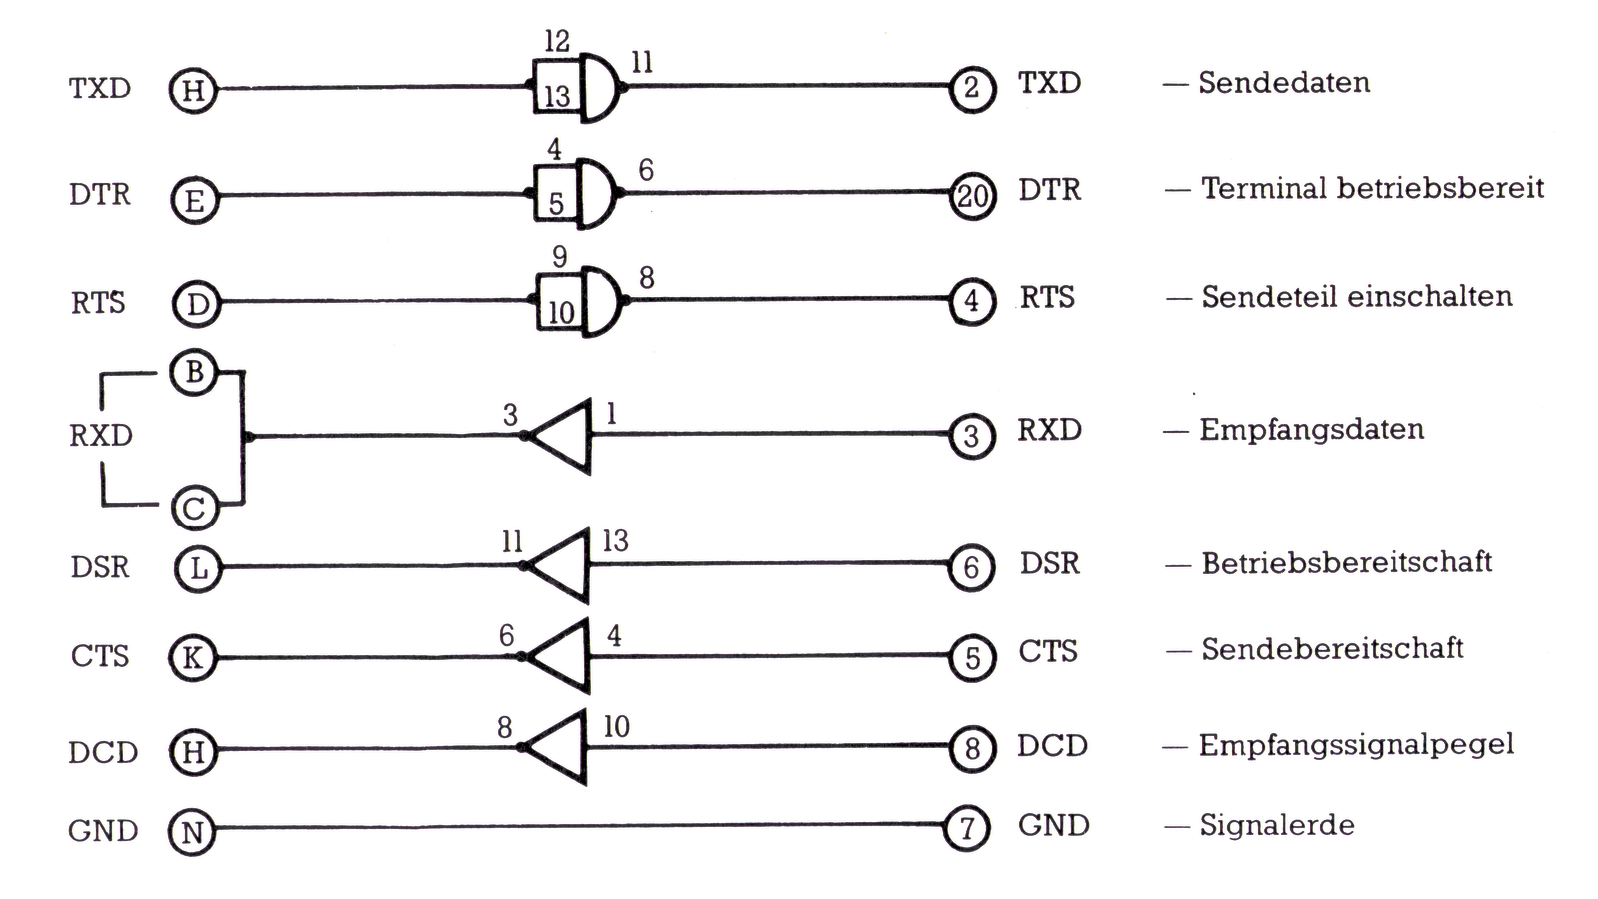 12
TXD H 13 11 2 TXD — Sendedaten
4
DTR E 5 6 20 DTR — Terminal betriebsbereit
9
RTS D 10 8 4 RTS — Sendeteil einschalten
B
RXD 3 1 3 RXD — Empfangsdaten
C
DSR L 11 13 6 DSR — Betriebsbereitschaft
CTS K 6 4 5 CTS — Sendebereitschaft
DCD H 8 10 8 DCD — Empfangssignalpegel
GND N 7 GND — Signalerde